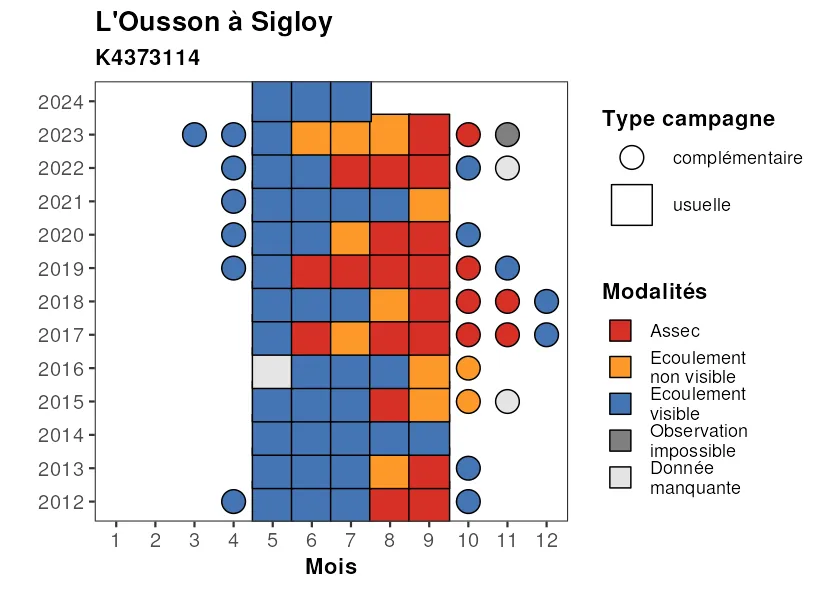 L'Ousson à Sigloy
K4373114
2024
2023
2022
2021
2020
2019
2018
2017
2016
2015
2014
2013
2012
1 2 3 4 5 6 7 8 9 10 11 12
Mois
Type campagne
complémentaire
usuelle
Modalités
Assec
Ecoulement
non visible
Ecoulement
visible
Observation
impossible
Donnée
manquante